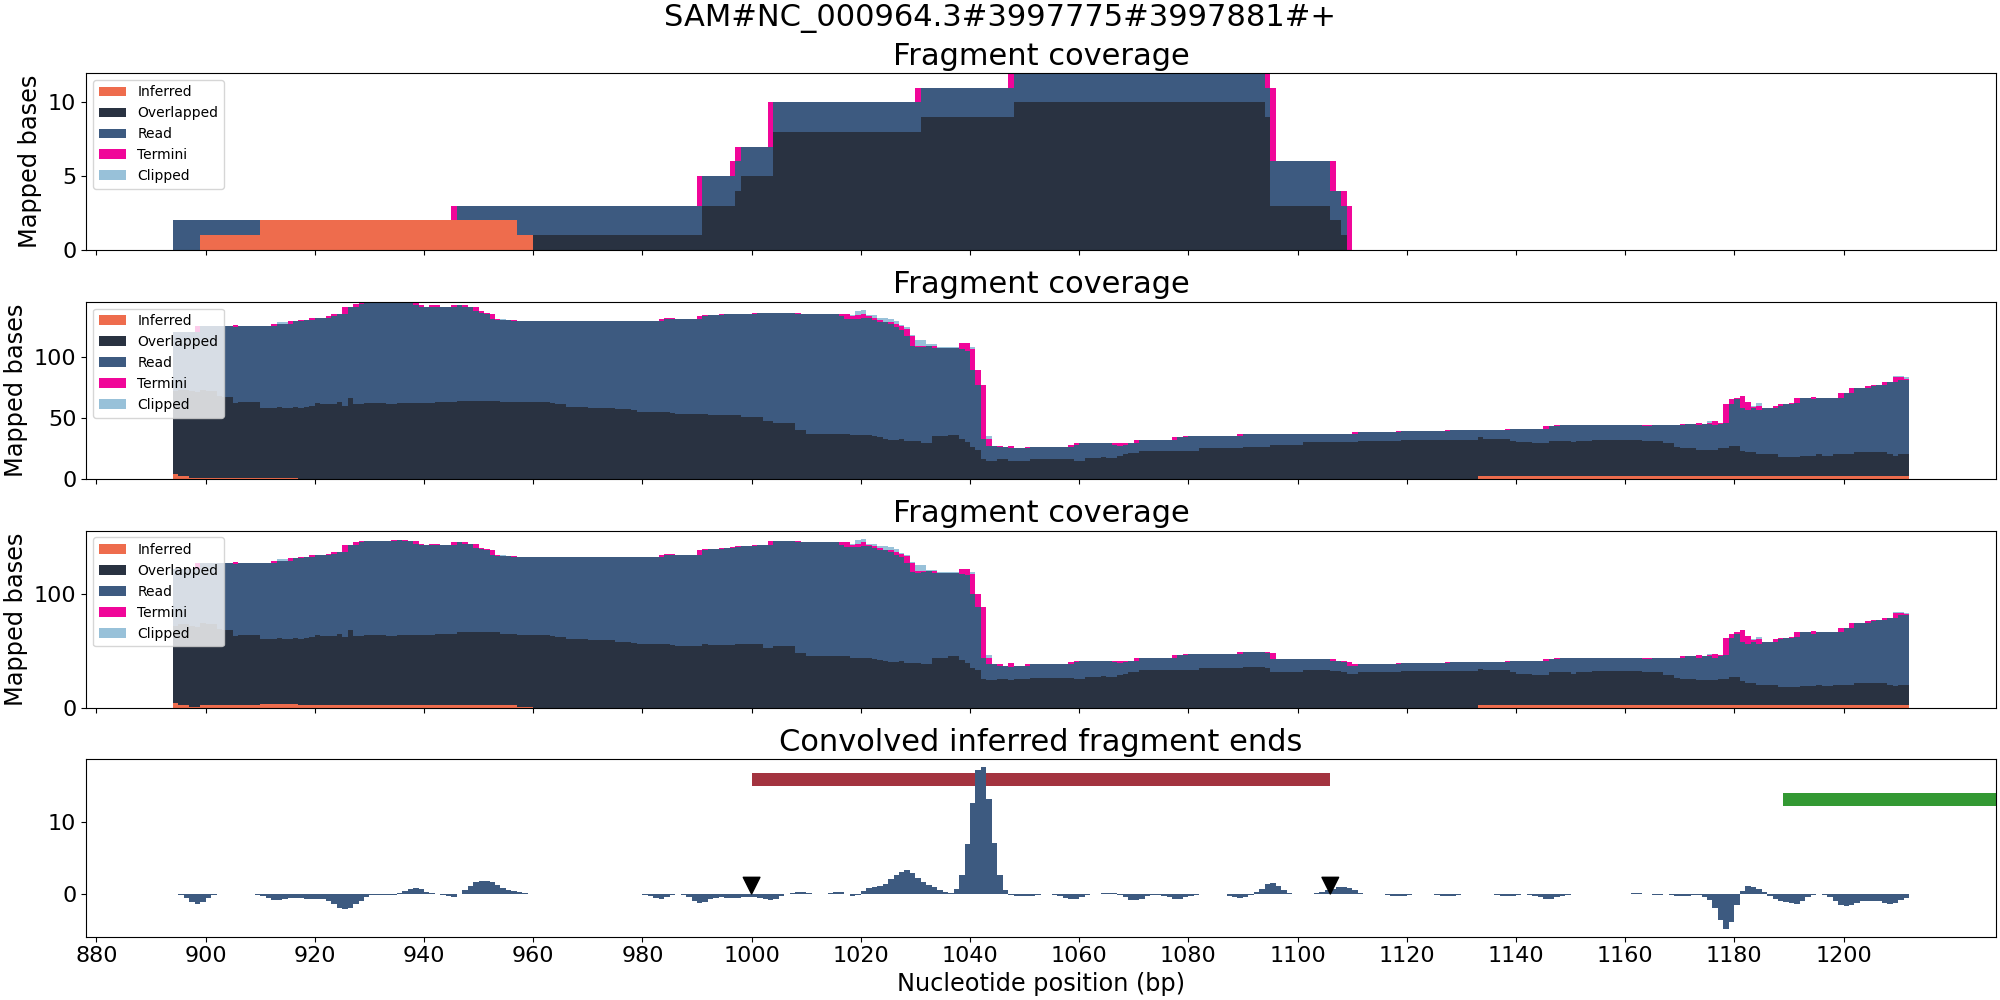 SAM#NC_000964.3#3997775#3997881#+
Fragment coverage
Mapped bases
10
5
0
Inferred
Overlapped
Read
Termini
Clipped
Fragment coverage
Mapped bases
100
50
0
Inferred
Overlapped
Read
Termini
Clipped
Fragment coverage
Mapped bases
100
0
Inferred
Overlapped
Read
Termini
Clipped
Convolved inferred fragment ends
10
0
880 900 920 940 960 980 1000 1020 1040 1060 1080 1100 1120 1140 1160 1180 1200
Nucleotide position (bp)